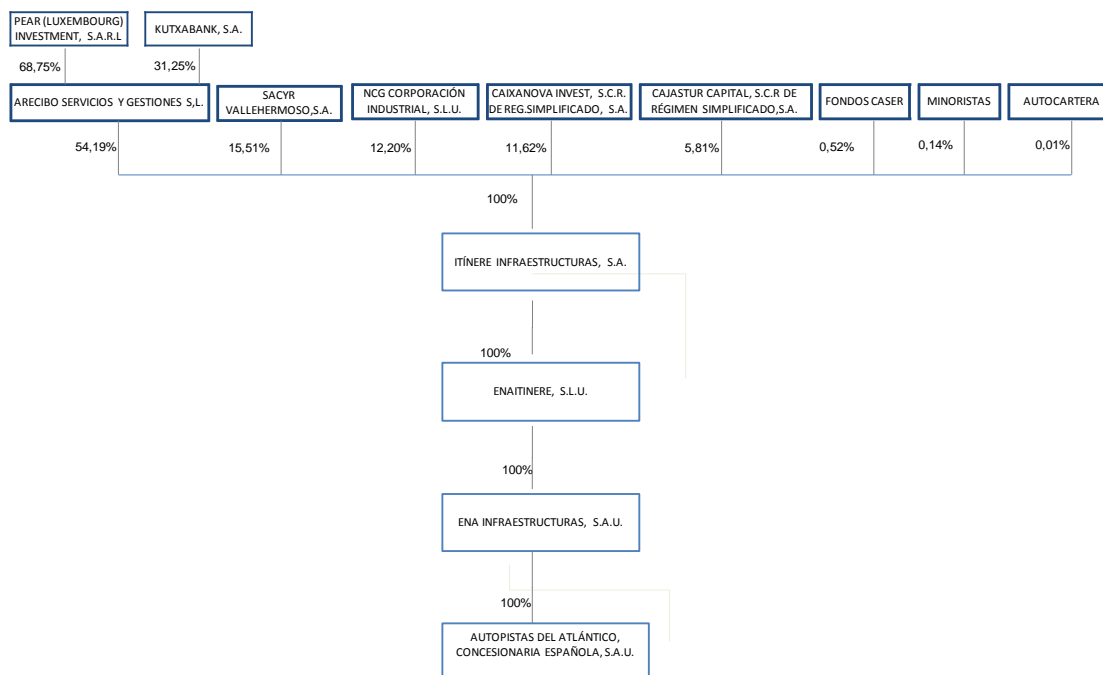 PEAR (LUXEMBOURG)
INVESTMENT, S.A.R.L
KUTXABANK, S.A.
68,75%
31,25%
ARECIBO SERVICIOS Y GESTIONES S,L.
SACYR
VALLEHERMOSO,S.A.
NCG CORPORACIÓN
INDUSTRIAL, S.L.U.
CAIXANOVA INVEST, S.C.R.
DE REG.SIMPLIFICADO, S.A.
CAJASTUR CAPITAL, S.C.R DE
RÉGIMEN SIMPLIFICADO,S.A.
FONDOS CASER
MINORISTAS
AUTOCARTERA
54,19%
15,51%
12,20%
11,62%
5,81%
0,52%
0,14%
0,01%
100%
ITÍNERE INFRAESTRUCTURAS, S.A.
100%
ENAITINERE, S.L.U.
100%
ENA INFRAESTRUCTURAS, S.A.U.
100%
AUTOPISTAS DEL ATLÁNTICO,
CONCESIONARIA ESPAÑOLA, S.A.U.